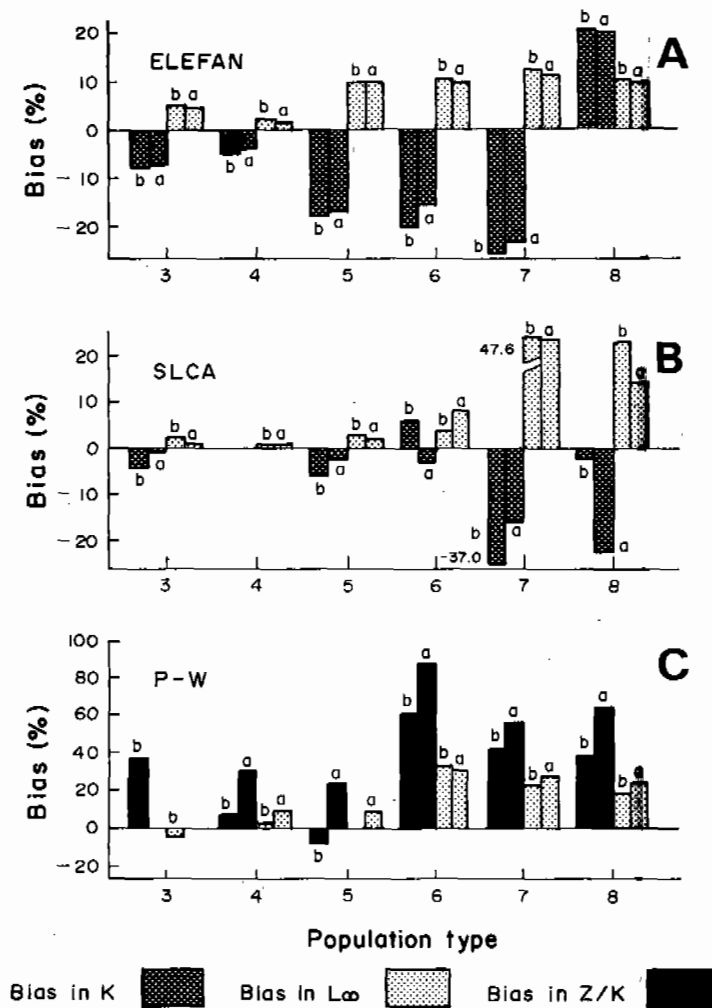 A
ELEFAN
Bias (%)
20
10
0
-10
-20
b a b a b a b a b a b a b a b a b a b a b a b a
3 4 5 6 7 8
B
SLCA
Bias (%)
20
10
0
-10
-20
47.6
-37.0
b a b a b a b a b a b a b a b a b a b a b a
3 4 5 6 7 8
C
P-W
Bias (%)
100
80
60
40
20
0
-20
b b b a b a b a a b a b a b a b a b a b a
3 4 5 6 7 8
Population type
Bias in K Bias in L∞ Bias in Z/K